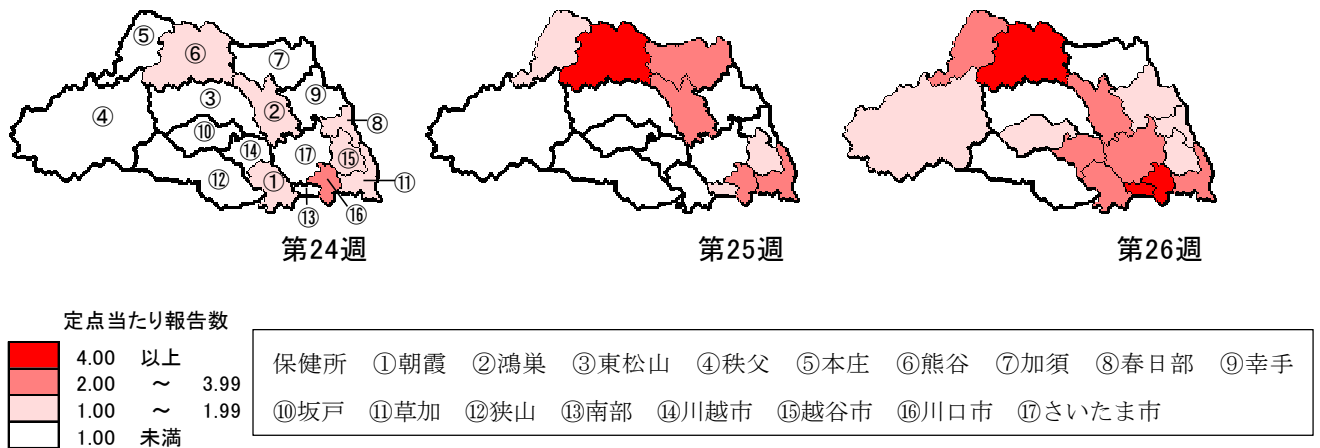 ⑤
⑥
⑦
⑨
③
②
④
⑧
⑩
⑭
⑰
⑮
⑫
①
⑪
⑬
⑯
第24週
第25週
第26週
定点当たり報告数
4.00 以上
2.00 ～ 3.99
1.00 ～ 1.99
1.00 未満
保健所 ①朝霞 ②鴻巣 ③東松山 ④秩父 ⑤本庄 ⑥熊谷 ⑦加須 ⑧春日部 ⑨幸手
⑩坂戸 ⑪草加 ⑫狭山 ⑬南部 ⑭川越市 ⑮越谷市 ⑯川口市 ⑰さいたま市